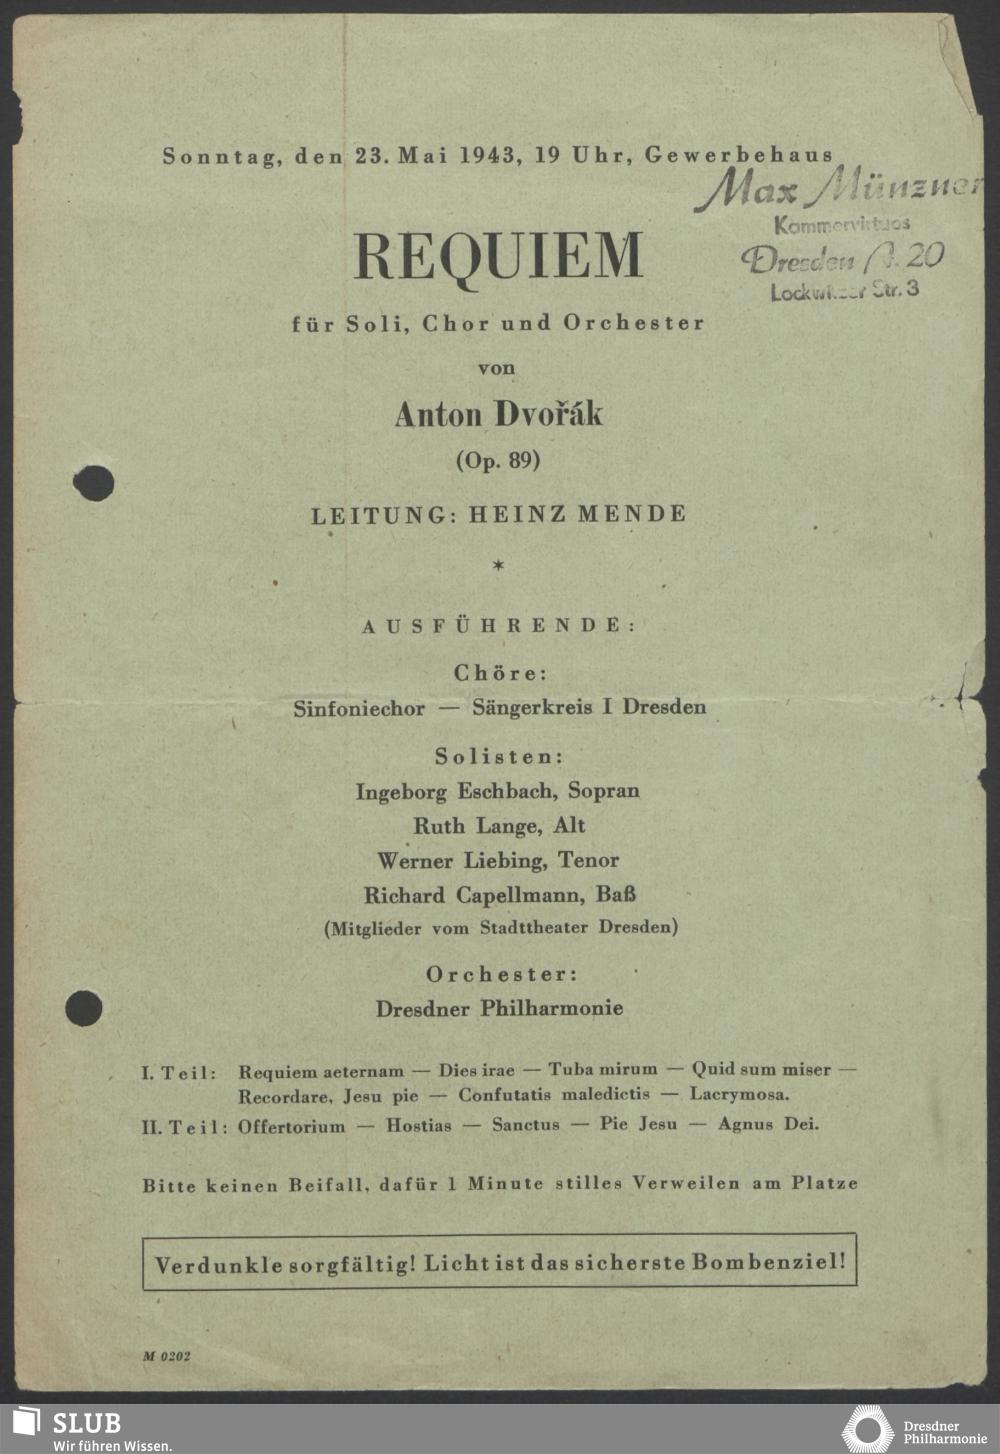 Sonntag, den 23. Mai 1943, 19 Uhr, Gewerbehaus
Max Münzner
Kammervirtuos
Dresden A. 20
Lockwitzer Str. 3
REQUIEM
für Soli, Chor und Orchester
von
Anton Dvořák
(Op. 89)
LEITUNG: HEINZ MENDE
*
AUSFÜHRENDE:
Chöre:
Sinfoniechor — Sängerkreis I Dresden
Solisten:
Ingeborg Eschbach, Sopran
Ruth Lange, Alt
Werner Liebing, Tenor
Richard Capellmann, Baß
(Mitglieder vom Stadttheater Dresden)
Orchester:
Dresdner Philharmonie
I. Teil: Requiem aeternam — Dies irae — Tuba mirum — Quid sum miser —
Recordare, Jesu pie — Confutatis maledictis — Lacrymosa.
II. Teil: Offertorium — Hostias — Sanctus — Pie Jesu — Agnus Dei.
Bitte keinen Beifall, dafür 1 Minute stilles Verweilen am Platze
Verdunkle sorgfältig! Licht ist das sicherste Bombenziel!
M 0202
SLUB
Wir führen Wissen.
Dresdner
Philharmonie